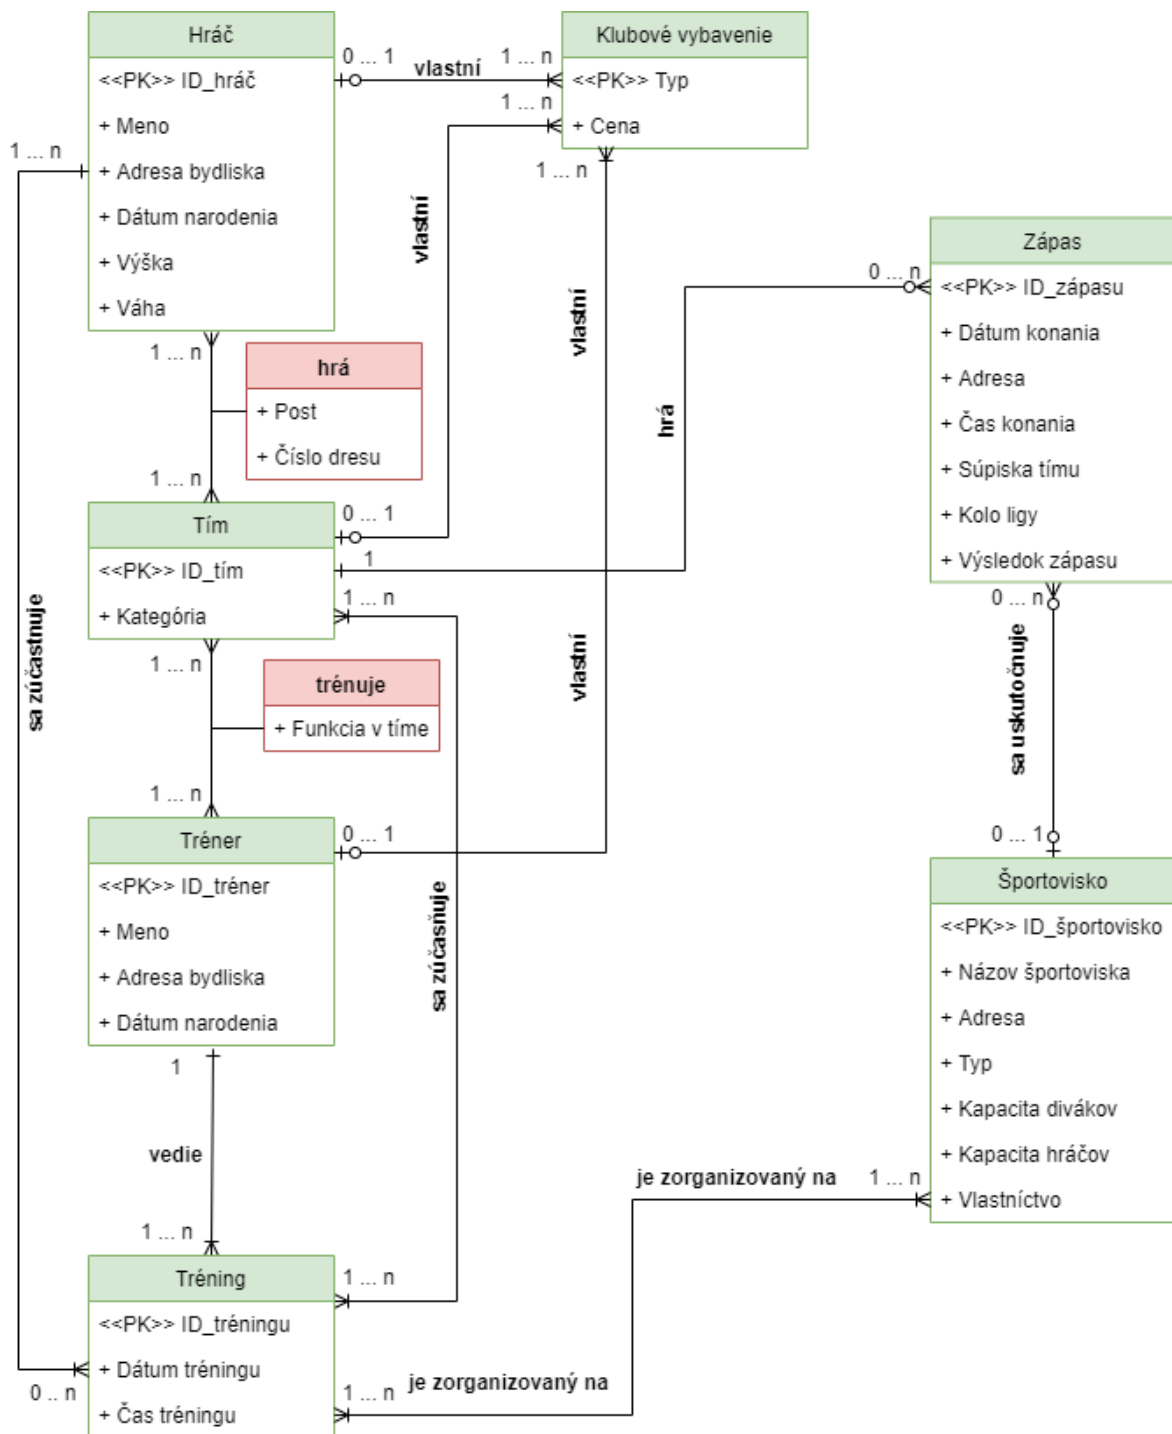 Hráč
<<PK>> ID_hráč
+ Meno
+ Adresa bydliska
+ Dátum narodenia
+ Výška
+ Váha
0 ... 1
vlastní
1 ... n
Klubové vybavenie
<<PK>> Typ
+ Cena
1 ... n
1 ... n
1 ... n
vlastní
vlastní
1 ... n
hrá
+ Post
+ Číslo dresu
1 ... n
Zápas
<<PK>> ID_zápasu
+ Dátum konania
+ Adresa
+ Čas konania
+ Súpiska tímu
+ Kolo ligy
+ Výsledok zápasu
0 ... n
hrá
Tím
<<PK>> ID_tím
+ Kategória
0 ... 1
1
1 ... n
1 ... n
trénuje
+ Funkcia v tíme
1 ... n
sa zúčastnuje
vlastní
0 ... n
sa uskutočnuje
0 ... 1
Tréner
<<PK>> ID_tréner
+ Meno
+ Adresa bydliska
+ Dátum narodenia
0 ... 1
sa zúčasňuje
Športovisko
<<PK>> ID_športovisko
+ Názov športoviska
+ Adresa
+ Typ
+ Kapacita divákov
+ Kapacita hráčov
+ Vlastníctvo
1
vedie
1 ... n
je zorganizovaný na
1 ... n
Tréning
<<PK>> ID_tréningu
+ Dátum tréningu
+ Čas tréningu
1 ... n
0 .. n
1 ... n
je zorganizovaný na